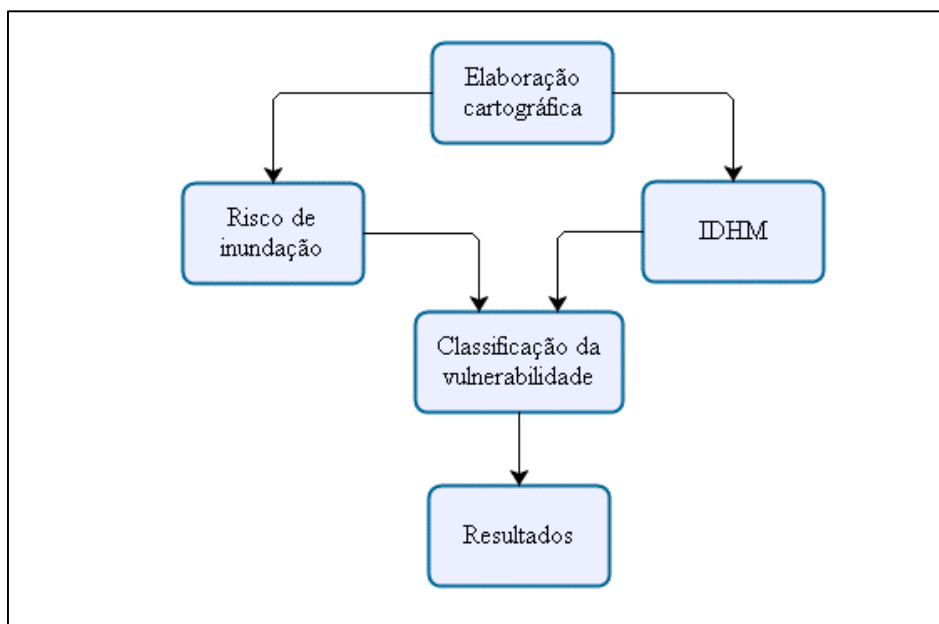 Elaboração
cartográfica
Risco de
inundação
IDHM
Classificação da
vulnerabilidade
Resultados